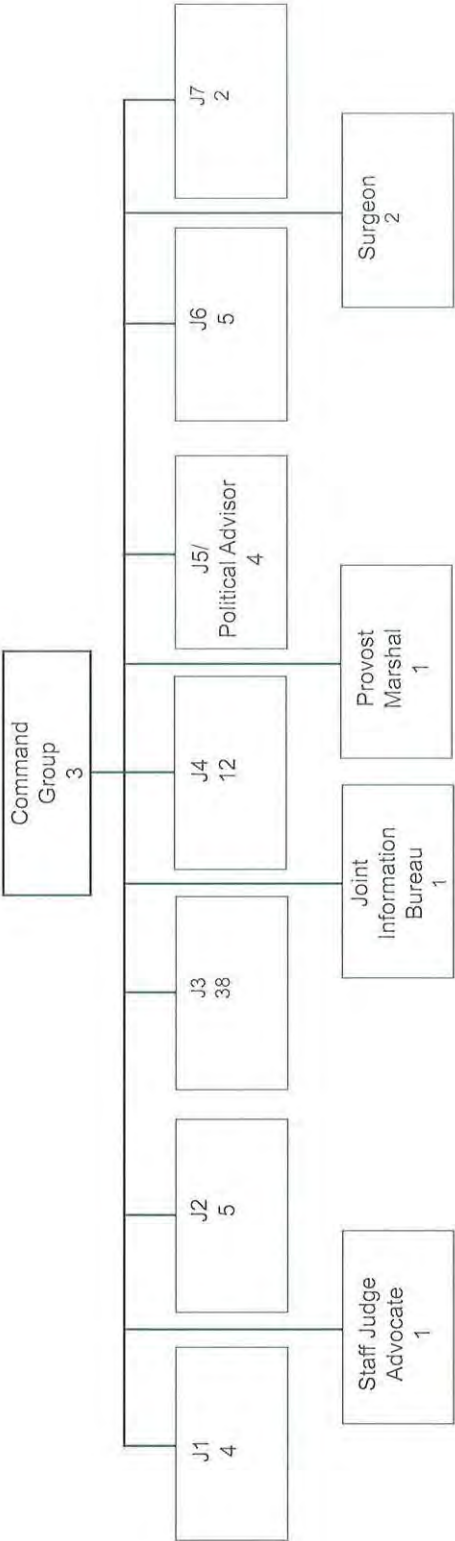 Command
Group
3
J1
4
J2
5
J3
38
J4
12
J5/
Political Advisor
4
J6
5
J7
2
Staff Judge
Advocate
1
Joint
Information
Bureau
1
Provost
Marshal
1
Surgeon
2